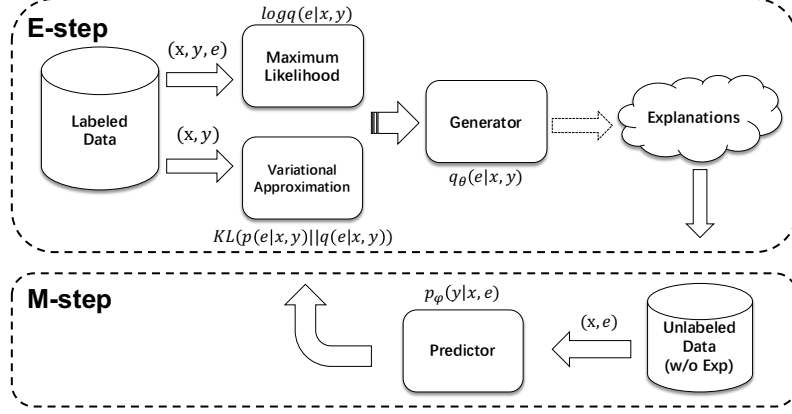 E-step
logq(e|x, y)
(x, y, e)
Maximum
Likelihood
Labeled
Data
(x, y)
Variational
Approximation
KL(p(e|x, y)||q(e|x, y))
Generator
qθ(e|x, y)
Explanations
M-step
pφ(y|x, e)
Predictor
(x, e)
Unlabeled
Data
(w/o Exp)